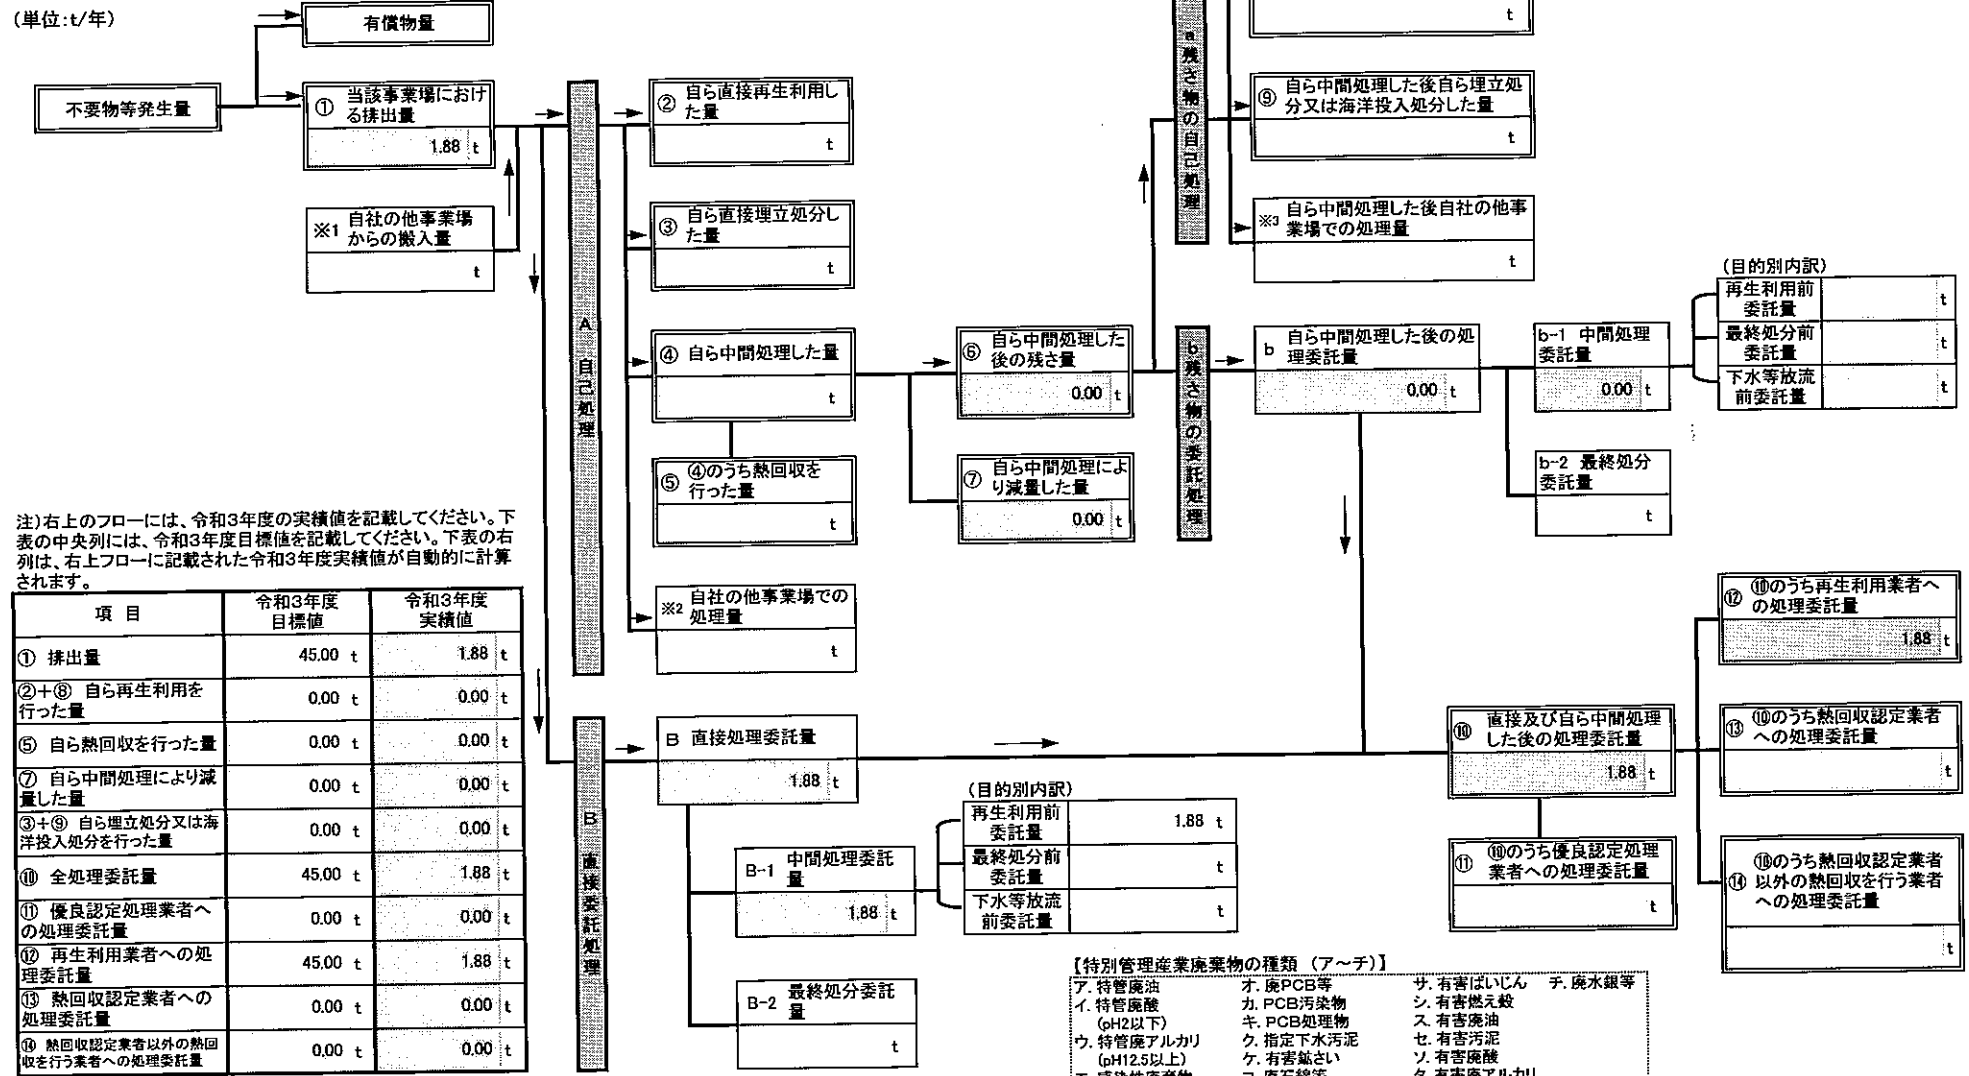 (単位:t/年)
有償物量
不要物等発生量
① 当該事業場におけ
る排出量
1.88 t
※1 自社の他事業場
からの搬入量
t
A 自己処理
② 自ら直接再生利用し
た量
t
③ 自ら直接埋立処分し
た量
t
④ 自ら中間処理した量
t
⑤ ④のうち熱回収を
行った量
t
※2 自社の他事業場での
処理量
t
⑥ 自ら中間処理した
後の残さ量
0.00 t
⑦ 自ら中間処理によ
り減量した量
0.00 t
a 残さ物の自己処理
t
⑨ 自ら中間処理した後自ら埋立処
分又は海洋投入処分した量
t
※3 自ら中間処理した後自社の他事
業場での処理量
t
b 残さ物の委託処理
b 自ら中間処理した後の処
理委託量
0.00 t
b-1 中間処理
委託量
0.00 t
(目的別内訳)
再生利用前
委託量
t
最終処分前
委託量
t
下水等放流
前委託量
t
b-2 最終処分
委託量
t
注)右上のフローには、令和3年度の実績値を記載してください。下
表の中央列には、令和3年度目標値を記載してください。下表の右
列は、右上フローに記載された令和3年度実績値が自動的に計算
されます。
項 目 令和3年度 目標値 令和3年度 実績値
① 排出量 45.00 t 1.88 t
②+⑧ 自ら再生利用を
行った量 0.00 t 0.00 t
⑤ 自ら熱回収を行った量 0.00 t 0.00 t
⑦ 自ら中間処理により減
量した量 0.00 t 0.00 t
③+⑨ 自ら埋立処分又は海
洋投入処分を行った量 0.00 t 0.00 t
⑩ 全処理委託量 45.00 t 1.88 t
⑪ 優良認定処理業者へ
の処理委託量 0.00 t 0.00 t
⑫ 再生利用業者への処
理委託量 45.00 t 1.88 t
⑬ 熱回収認定業者への
処理委託量 0.00 t 0.00 t
⑭ 熱回収認定業者以外の熱回
収を行う業者への処理委託量 0.00 t 0.00 t
B 直接委託処理
B 直接処理委託量
1.88 t
B-1 中間処理委託
量
1.88 t
(目的別内訳)
再生利用前
委託量
1.88 t
最終処分前
委託量
t
下水等放流
前委託量
t
B-2 最終処分委託
量
t
⑩ 直接及び自ら中間処理
した後の処理委託量
1.88 t
⑪ ⑩のうち優良認定処理
業者への処理委託量
t
⑫ ⑩のうち再生利用業者へ
の処理委託量
1.88 t
⑬ ⑩のうち熱回収認定業者
への処理委託量
t
⑭ ⑩のうち熱回収認定業者
以外の熱回収を行う業者
への処理委託量
t
【特別管理産業廃棄物の種類 (ア~チ)】
ア. 特管廃油 オ. 廃PCB等 サ. 有害ばいじん チ. 廃水銀等
イ. 特管廃酸 カ. PCB汚染物 シ. 有害燃え殻
(pH2以下) キ. PCB処理物 ス. 有害廃油
ウ. 特管廃アルカリ ク. 指定下水汚泥 セ. 有害汚泥
(pH12.5以上) ケ. 有害鉱さい ソ. 有害廃酸
エ. 感染性廃棄物 コ. 廃石綿等 タ. 有害廃アルカリ